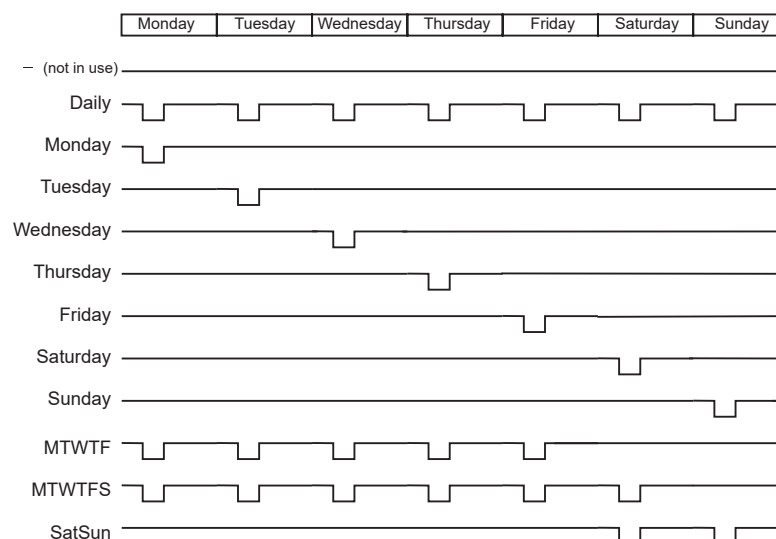 Monday Tuesday Wednesday Thursday Friday Saturday Sunday
– (not in use)
Daily
Monday
Tuesday
Wednesday
Thursday
Friday
Saturday
Sunday
MTWTF
MTWTFS
SatSun